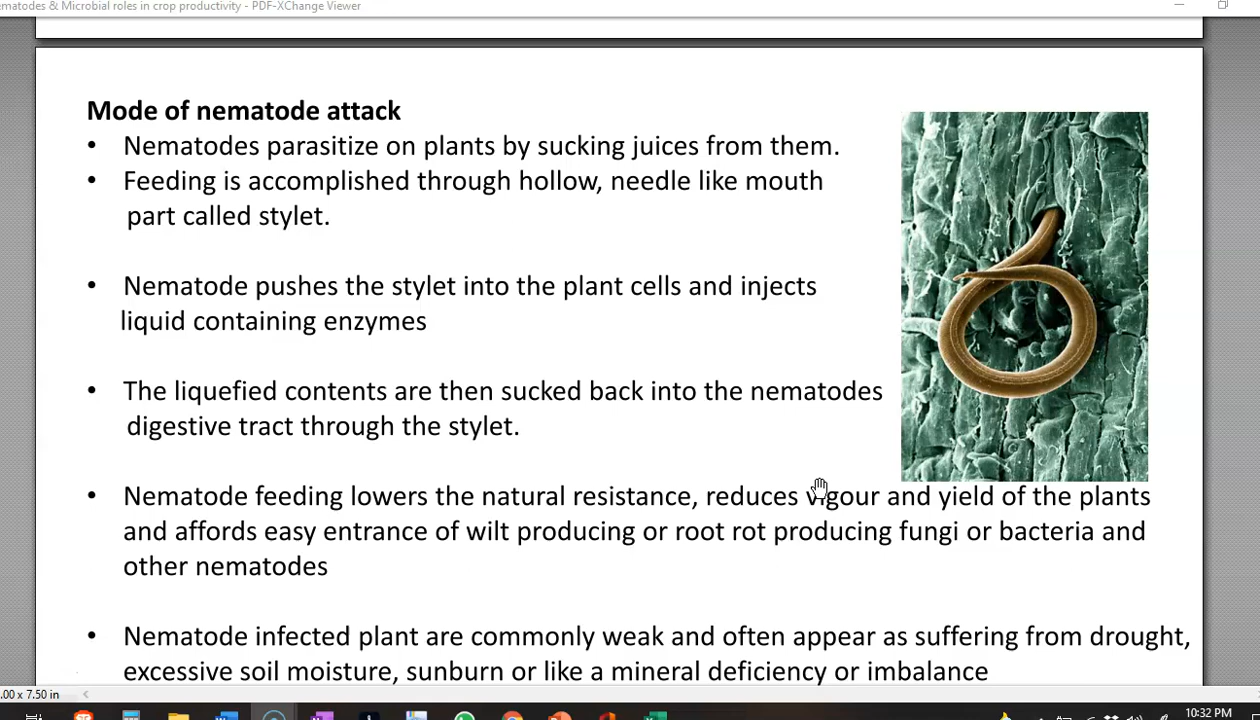 ematodes & Microbial roles in crop productivity - PDF-XChange Viewer
Mode of nematode attack
• Nematodes parasitize on plants by sucking juices from them.
• Feeding is accomplished through hollow, needle like mouth
part called stylet.
• Nematode pushes the stylet into the plant cells and injects
liquid containing enzymes
• The liquefied contents are then sucked back into the nematodes
digestive tract through the stylet.
• Nematode feeding lowers the natural resistance, reduces vigour and yield of the plants
and affords easy entrance of wilt producing or root rot producing fungi or bacteria and
other nematodes
• Nematode infected plant are commonly weak and often appear as suffering from drought,
excessive soil moisture, sunburn or like a mineral deficiency or imbalance
.00 x 7.50 in
10:32 PM